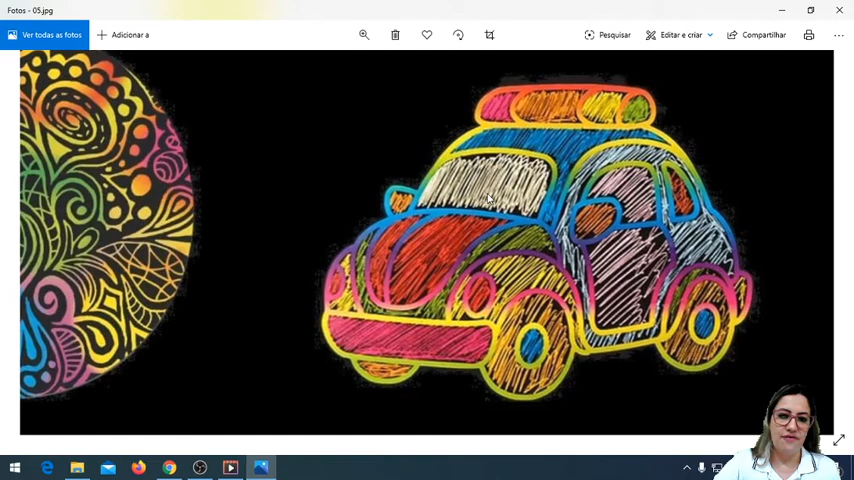 Fotos - 05.jpg
Ver todas as fotos
Adicionar a
Pesquisar
Editar e criar
Compartilhar